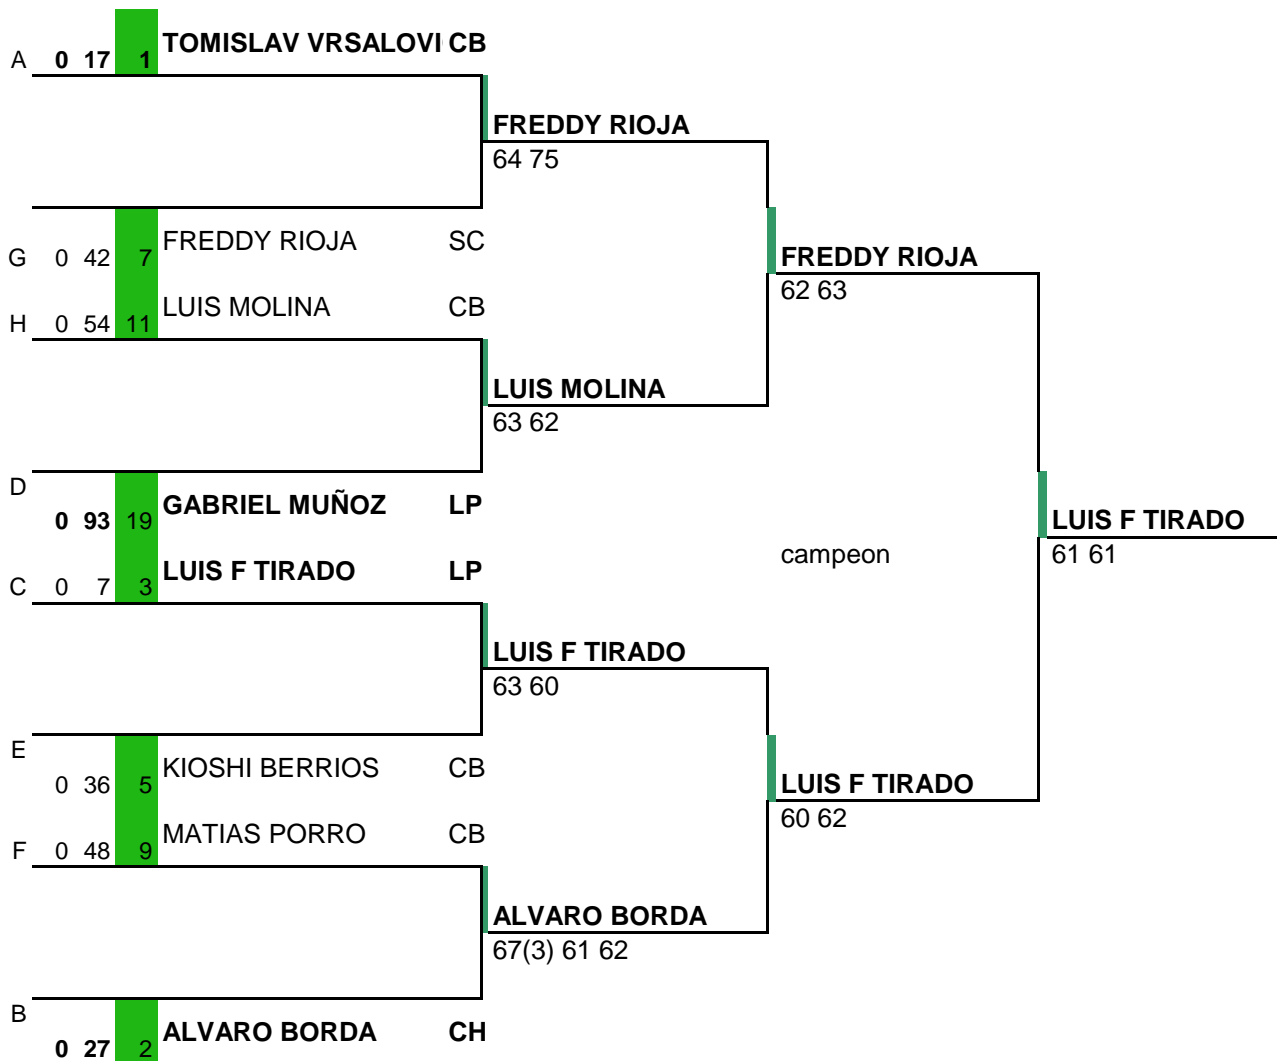 A 0 17 1 TOMISLAV VRSALOVI CB
FREDDY RIOJA
64 75
G 0 42 7 FREDDY RIOJA SC
FREDDY RIOJA
62 63
H 0 54 11 LUIS MOLINA CB
LUIS MOLINA
63 62
D 0 93 19 GABRIEL MUÑOZ LP
LUIS F TIRADO
campeon 61 61
C 0 7 3 LUIS F TIRADO LP
LUIS F TIRADO
63 60
E 0 36 5 KIOSHI BERRIOS CB
LUIS F TIRADO
60 62
F 0 48 9 MATIAS PORRO CB
ALVARO BORDA
67(3) 61 62
B 0 27 2 ALVARO BORDA CH